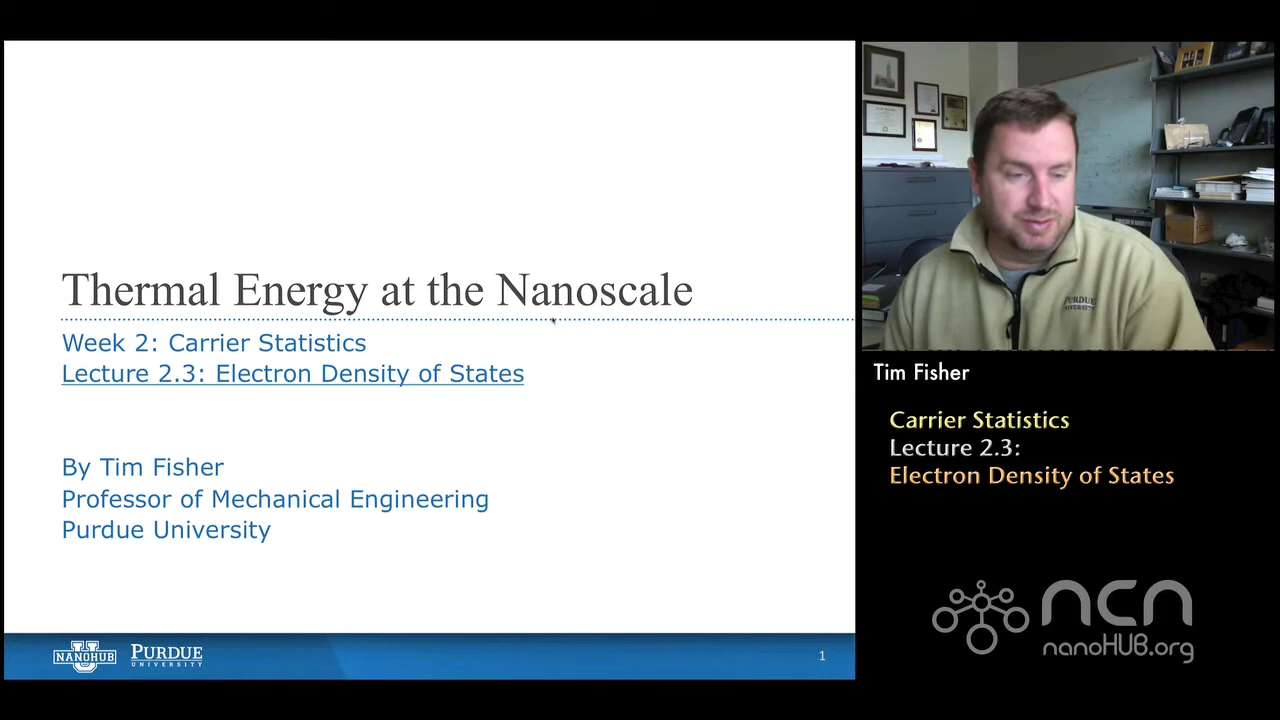 Thermal Energy at the Nanoscale
Week 2: Carrier Statistics
Lecture 2.3: Electron Density of States
By Tim Fisher
Professor of Mechanical Engineering
Purdue University
NANOHUB
U
PURDUE
UNIVERSITY
1
PURDUE
UNIVERSITY
Tim Fisher
Carrier Statistics
Lecture 2.3:
Electron Density of States
ncn
nanoHUB.org